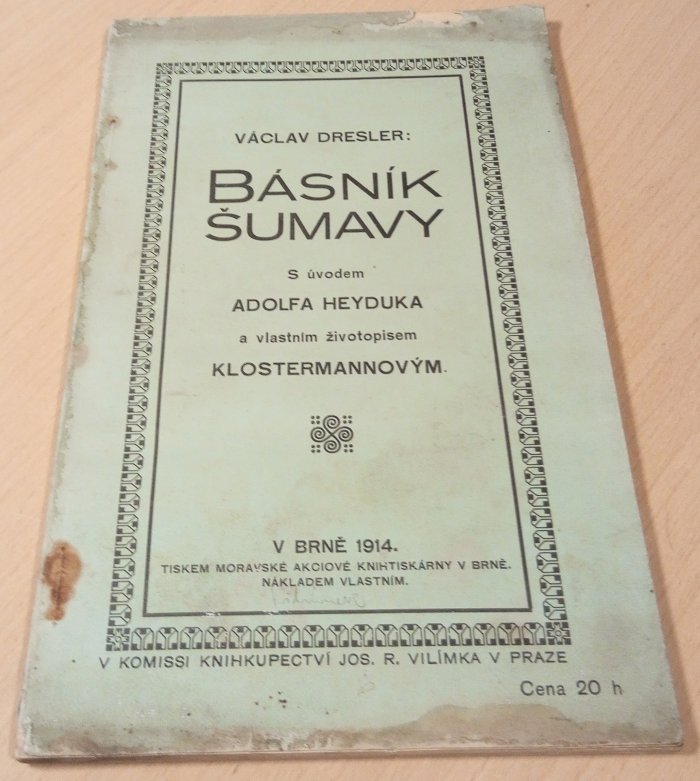 VÁCLAV DRESLER:
BÁSNÍK
ŠUMAVY
S úvodem
ADOLFA HEYDUKA
a vlastním životopisem
KLOSTERMANNOVÝM.
V BRNĚ 1914.
TISKEM MORAVSKÉ AKCIOVÉ KNIHTISKÁRNY V BRNĚ.
NÁKLADEM VLASTNÍM.
V KOMISSI KNIHKUPECTVÍ JOS. R. VILÍMKA V PRAZE
Cena 20 h